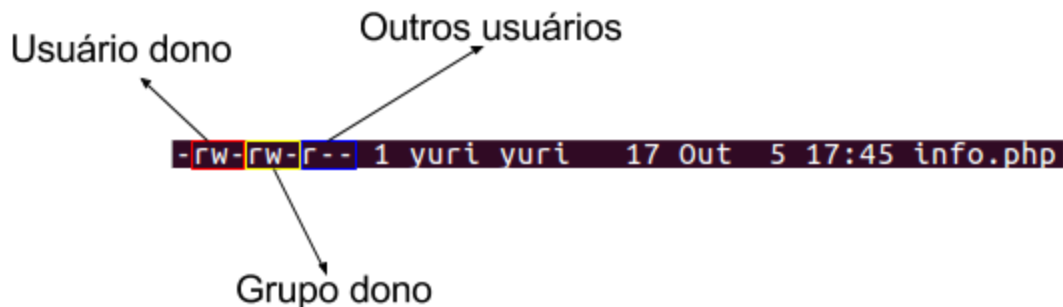 Outros usuários
Usuário dono
-rw-rw-r-- 1 yuri yuri 17 Out 5 17:45 info.php
Grupo dono